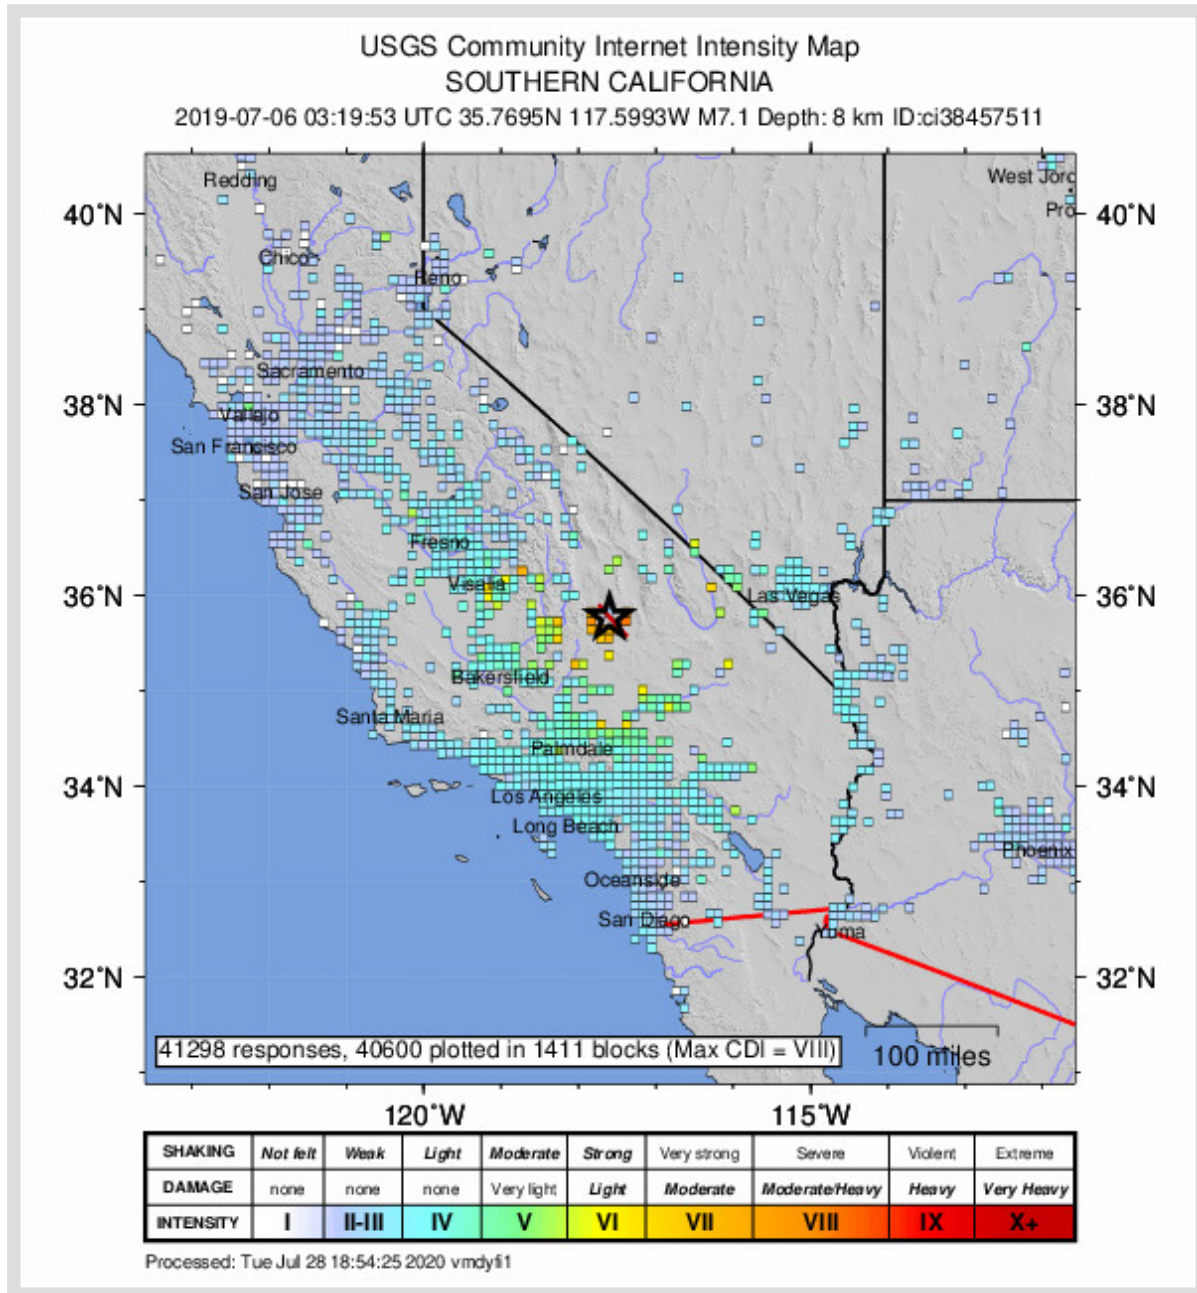 USGS Community Internet Intensity Map
SOUTHERN CALIFORNIA
2019-07-06 03:19:53 UTC 35.7695N 117.5993W M7.1 Depth: 8 km ID:ci38457511
Redding
West Jord
40°N
Pro
40°N
Chico
Reno
Sacramento
38°N
Vallejo
38°N
San Francisco
San Jose
Fresno
Visalia
36°N
Las Vegas
36°N
Bakersfield
Santa Maria
Palmdale
34°N
Los Angeles
34°N
Long Beach
Phoenix
Oceanside
San Diego
Yuma
32°N
32°N
41298 responses, 40600 plotted in 1411 blocks (Max CDI = VIII)
100 miles
120°W
115°W
SHAKING Not felt Weak Light Moderate Strong Very strong Severe Violent Extreme
DAMAGE none none none Very light Light Moderate Moderate/Heavy Heavy Very Heavy
INTENSITY I II-III IV V VI VII VIII IX X+
Processed: Tue Jul 28 18:54:25 2020 vmdyfi1